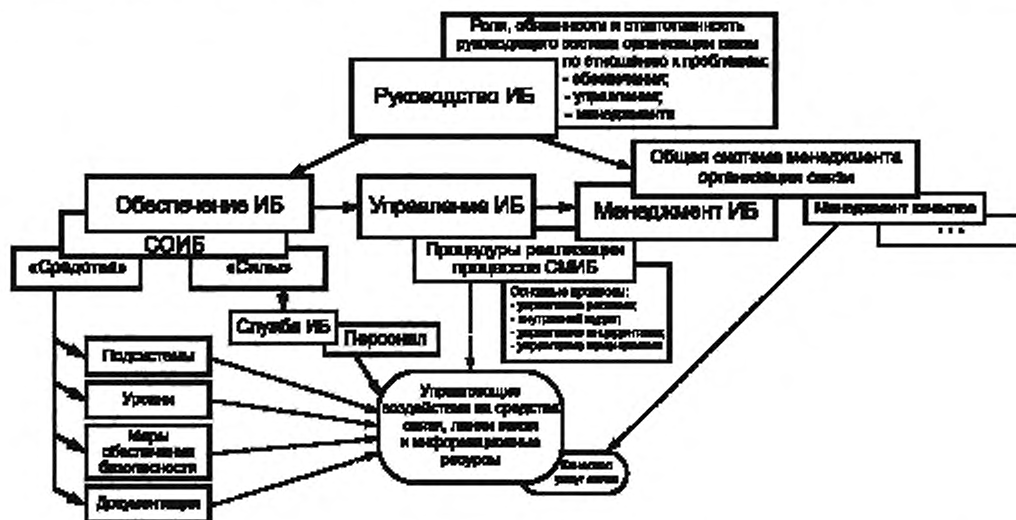 Роли, обязанности и ответственность
руководящего состава организации связи
по отношению к проблемам:
- обеспечения;
- управления;
- менеджмента
Руководство ИБ
Общая система менеджмента
организации связи
Обеспечение ИБ
Управление ИБ
Менеджмент ИБ
Менеджмент качества
. . .
СОИБ
«Средства»
«Силы»
Процедуры реализации
процессов СМИБ
Основные процессы:
- управление рисками;
- внутренний аудит;
- управление инцидентами;
- управление
Служба ИБ
Персонал
Подсистемы
Уровни
Меры
обеспечения
безопасности
Документация
Управляющие
воздействия на средства
связи, линии связи
и информационные
ресурсы
Качество
услуг связи